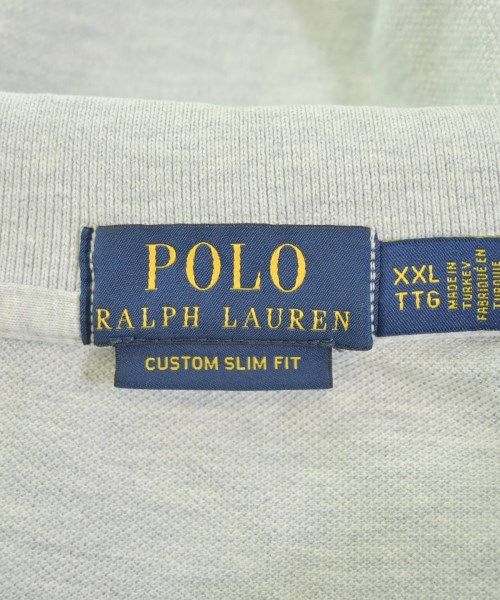 POLO
RALPH LAUREN
CUSTOM SLIM FIT
XXL
TTG
MADE IN
TURKEY
FABRIQUÉ EN
TURQUIE